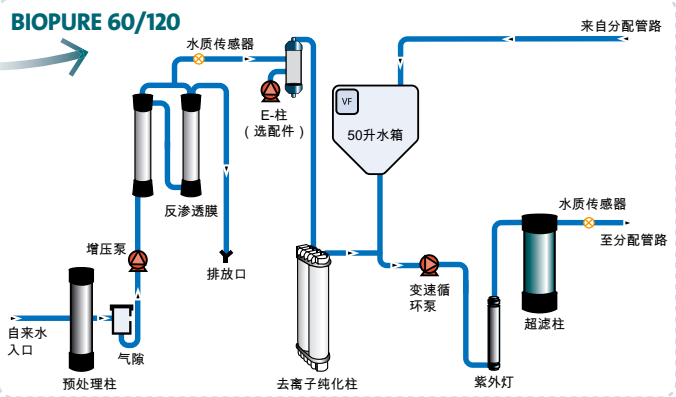 BIOPURE 60/120
来自分配管路
水质传感器
VF
E-柱
（选配件）
50升水箱
水质传感器
反渗透膜
至分配管路
增压泵
排放口
变速循
环泵
自来水
入口
超滤柱
气隙
预处理柱
去离子纯化柱
紫外灯